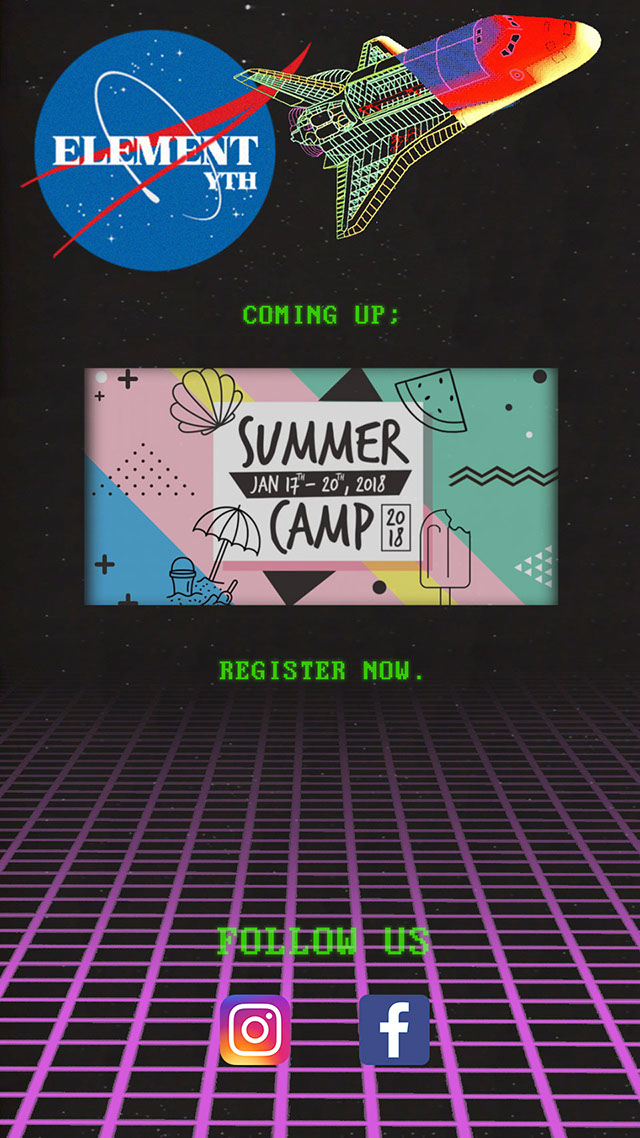 ELEMENT
YTH
COMING UP;
SUMMER
JAN 17TH - 20TH, 2018
CAMP
20
18
REGISTER NOW.
FOLLOW US